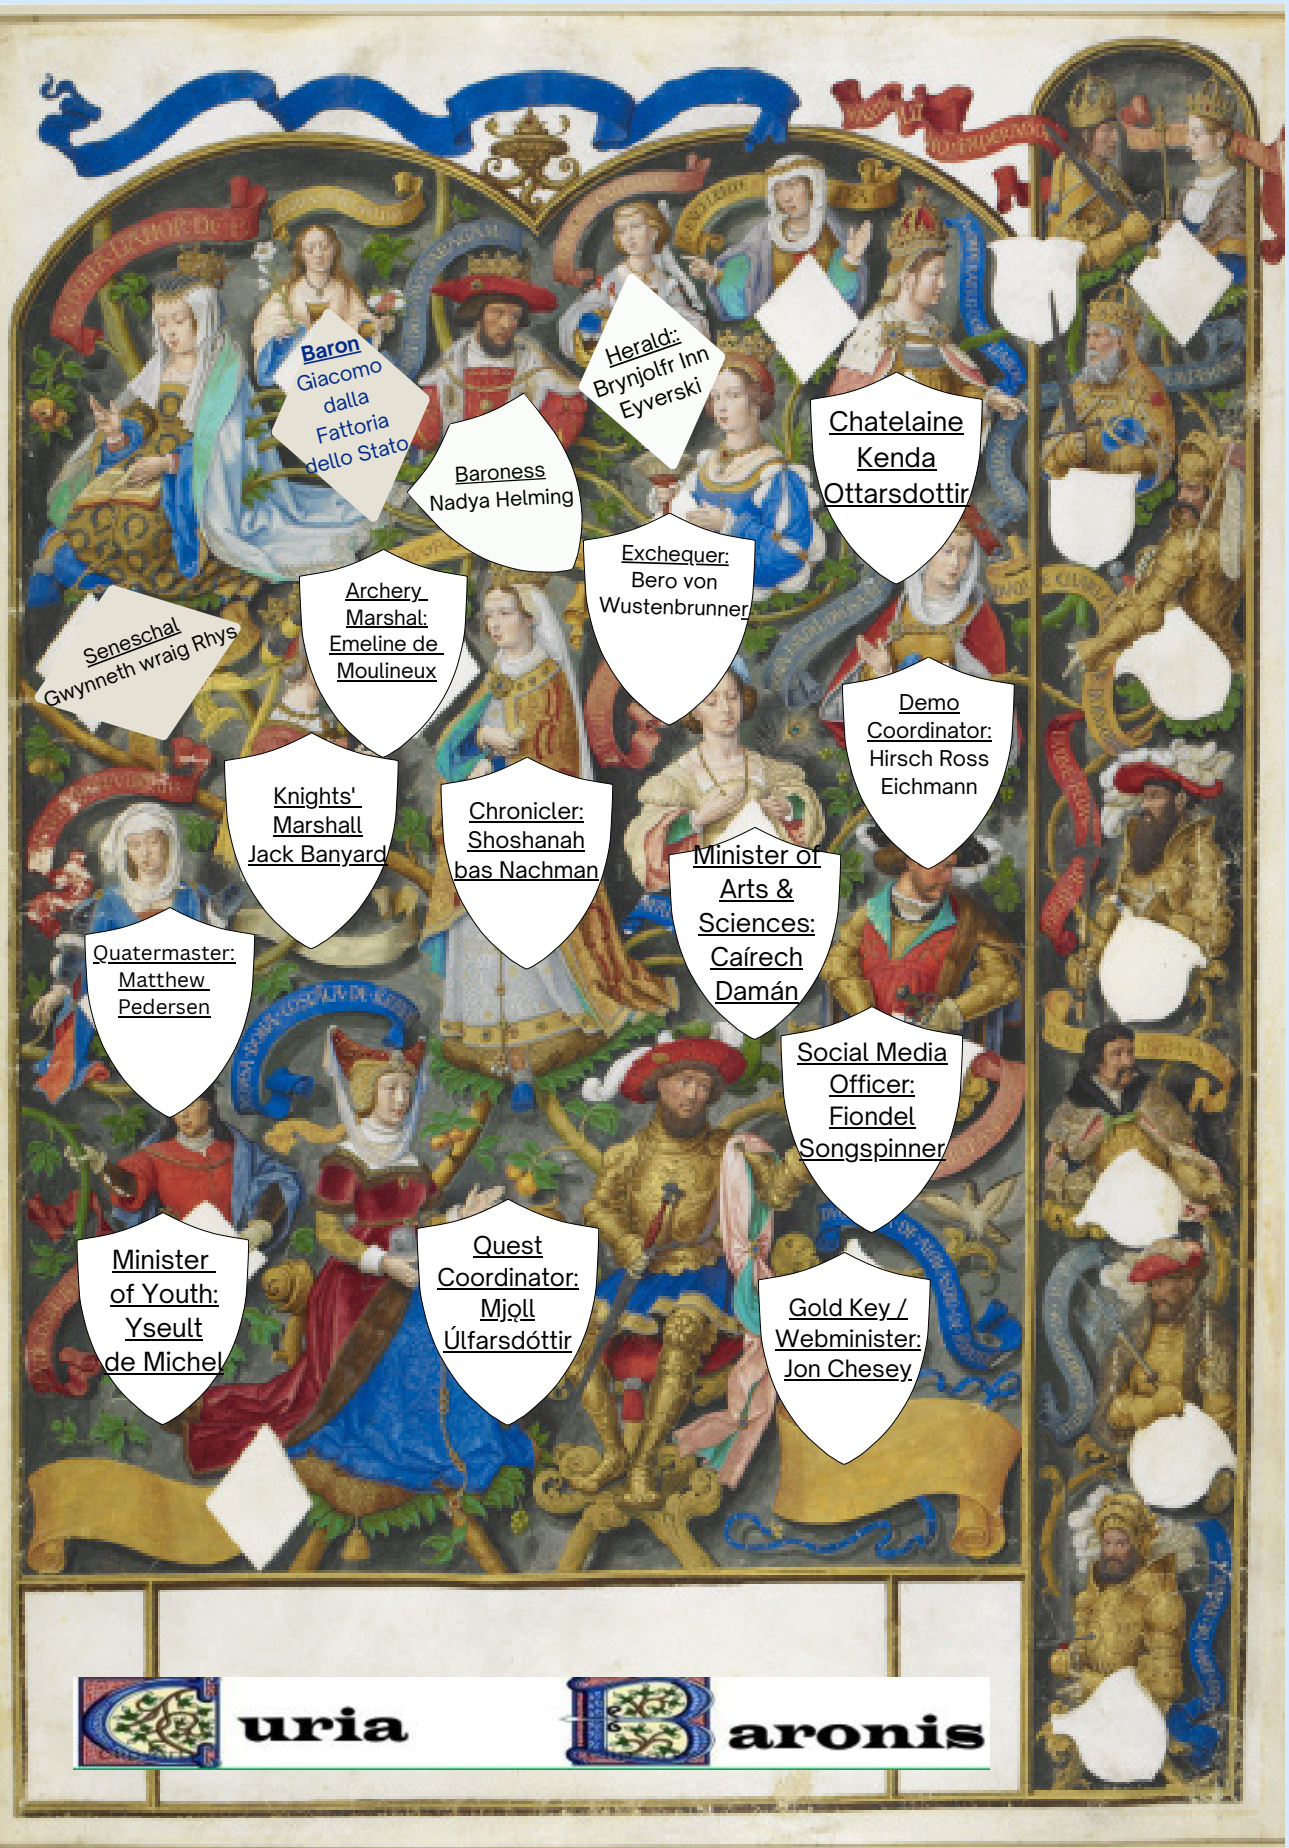 Baron
Giacomo
dalla
Fattoria
dello Stato
Herald::
Brynjolfr Inn
Eyverski
Baroness
Nadya Helming
Chatelaine
Kenda
Ottarsdottir
Exchequer:
Bero von
Wustenbrunner
Archery
Marshal:
Emeline de
Moulineux
Seneschal
Gwynneth wraig Rhys
Demo
Coordinator:
Hirsch Ross
Eichmann
Knights'
Marshall
Jack Banyard
Chronicler:
Shoshanah
bas Nachman
Minister of
Arts &
Sciences:
Caírech
Damán
Quatermaster:
Matthew
Pedersen
Social Media
Officer:
Fiondel
Songspinner
Minister
of Youth:
Yseult
de Michel
Quest
Coordinator:
Mjǫll
Úlfarsdóttir
Gold Key /
Webminister:
Jon Chesey
Curia Baronis